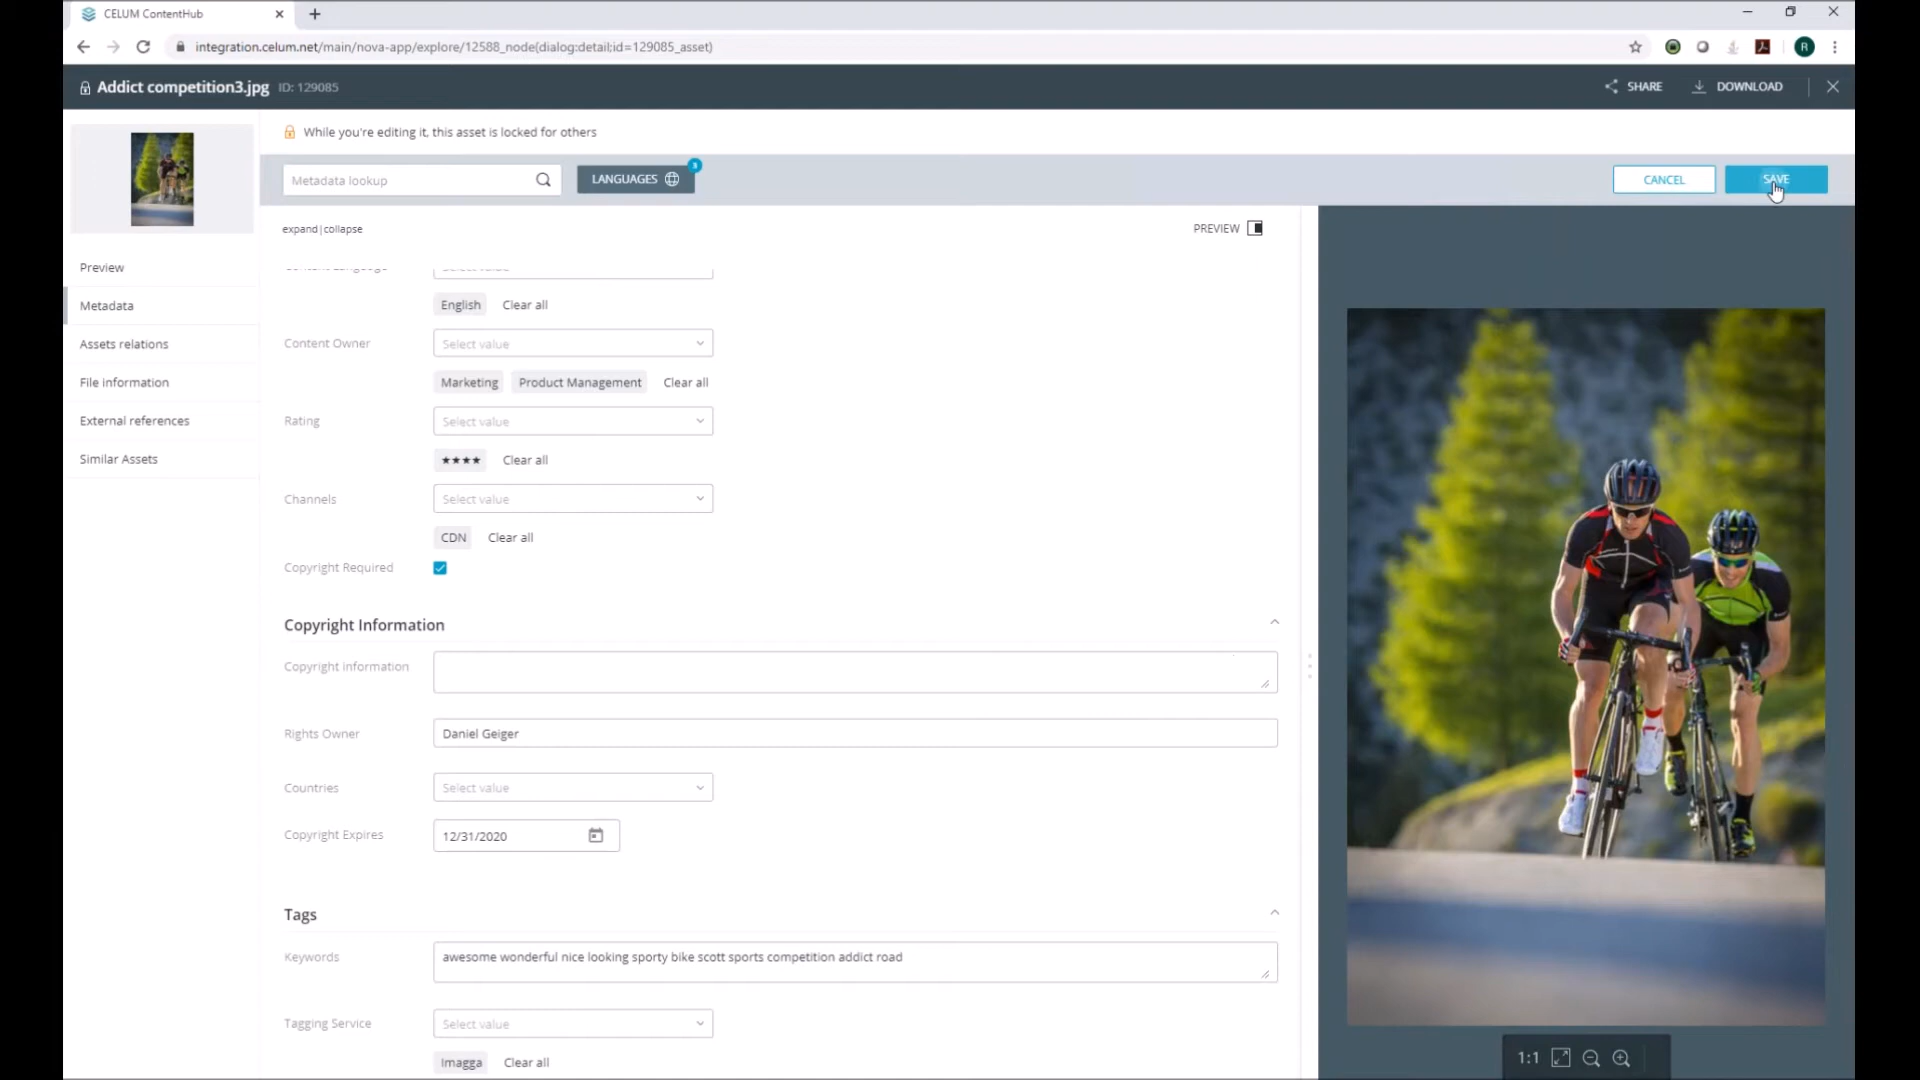 CELUM ContentHub
integration.celum.net/main/nova-app/explore/12588_node(dialog:detail;id=129085_asset)
R
Addict competition3.jpg ID: 129085
SHARE
DOWNLOAD
While you're editing it, this asset is locked for others
Metadata lookup
LANGUAGES
3
CANCEL
SAVE
expand|collapse
PREVIEW
Preview
Metadata
Assets relations
File information
External references
Similar Assets
Content Language Select value
English Clear all
Content Owner Select value
Marketing Product Management Clear all
Rating Select value
★★★★ Clear all
Channels Select value
CDN Clear all
Copyright Required
Copyright Information
Copyright information
Rights Owner Daniel Geiger
Countries Select value
Copyright Expires 12/31/2020
Tags
Keywords awesome wonderful nice looking sporty bike scott sports competition addict road
Tagging Service Select value
Imagga Clear all
1:1